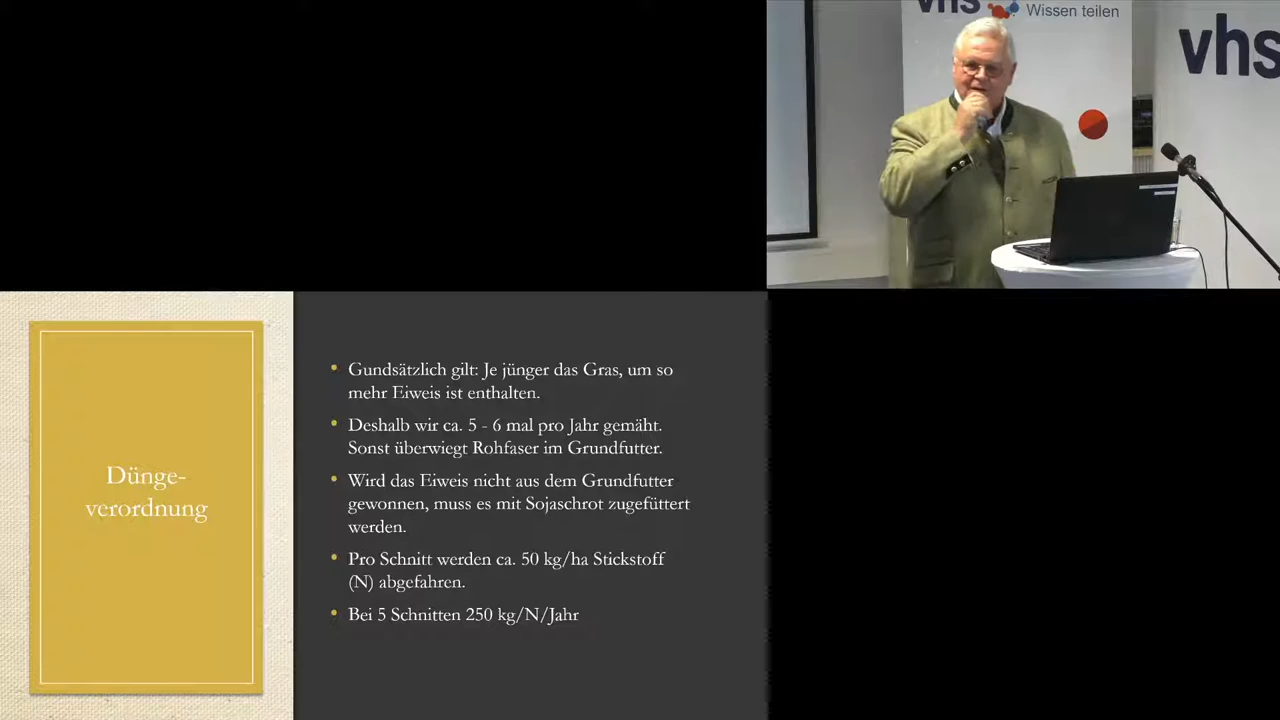 vhs Wissen teilen
vhs
Dünge-
verordnung
• Gundsätzlich gilt: Je jünger das Gras, um so
mehr Eiweis ist enthalten.
• Deshalb wir ca. 5 - 6 mal pro Jahr gemäht.
Sonst überwiegt Rohfaser im Grundfutter.
• Wird das Eiweis nicht aus dem Grundfutter
gewonnen, muss es mit Sojaschrot zugefüttert
werden.
• Pro Schnitt werden ca. 50 kg/ha Stickstoff
(N) abgefahren.
• Bei 5 Schnitten 250 kg/N/Jahr